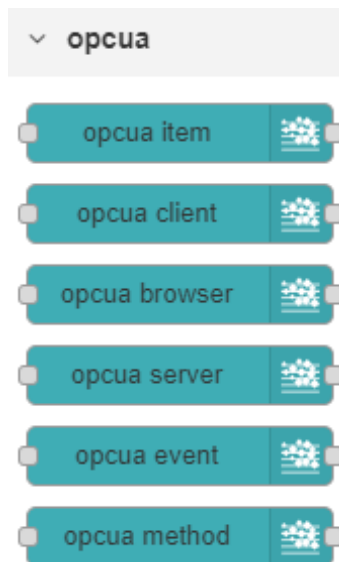 opcua
opcua item
opcua client
opcua browser
opcua server
opcua event
opcua method